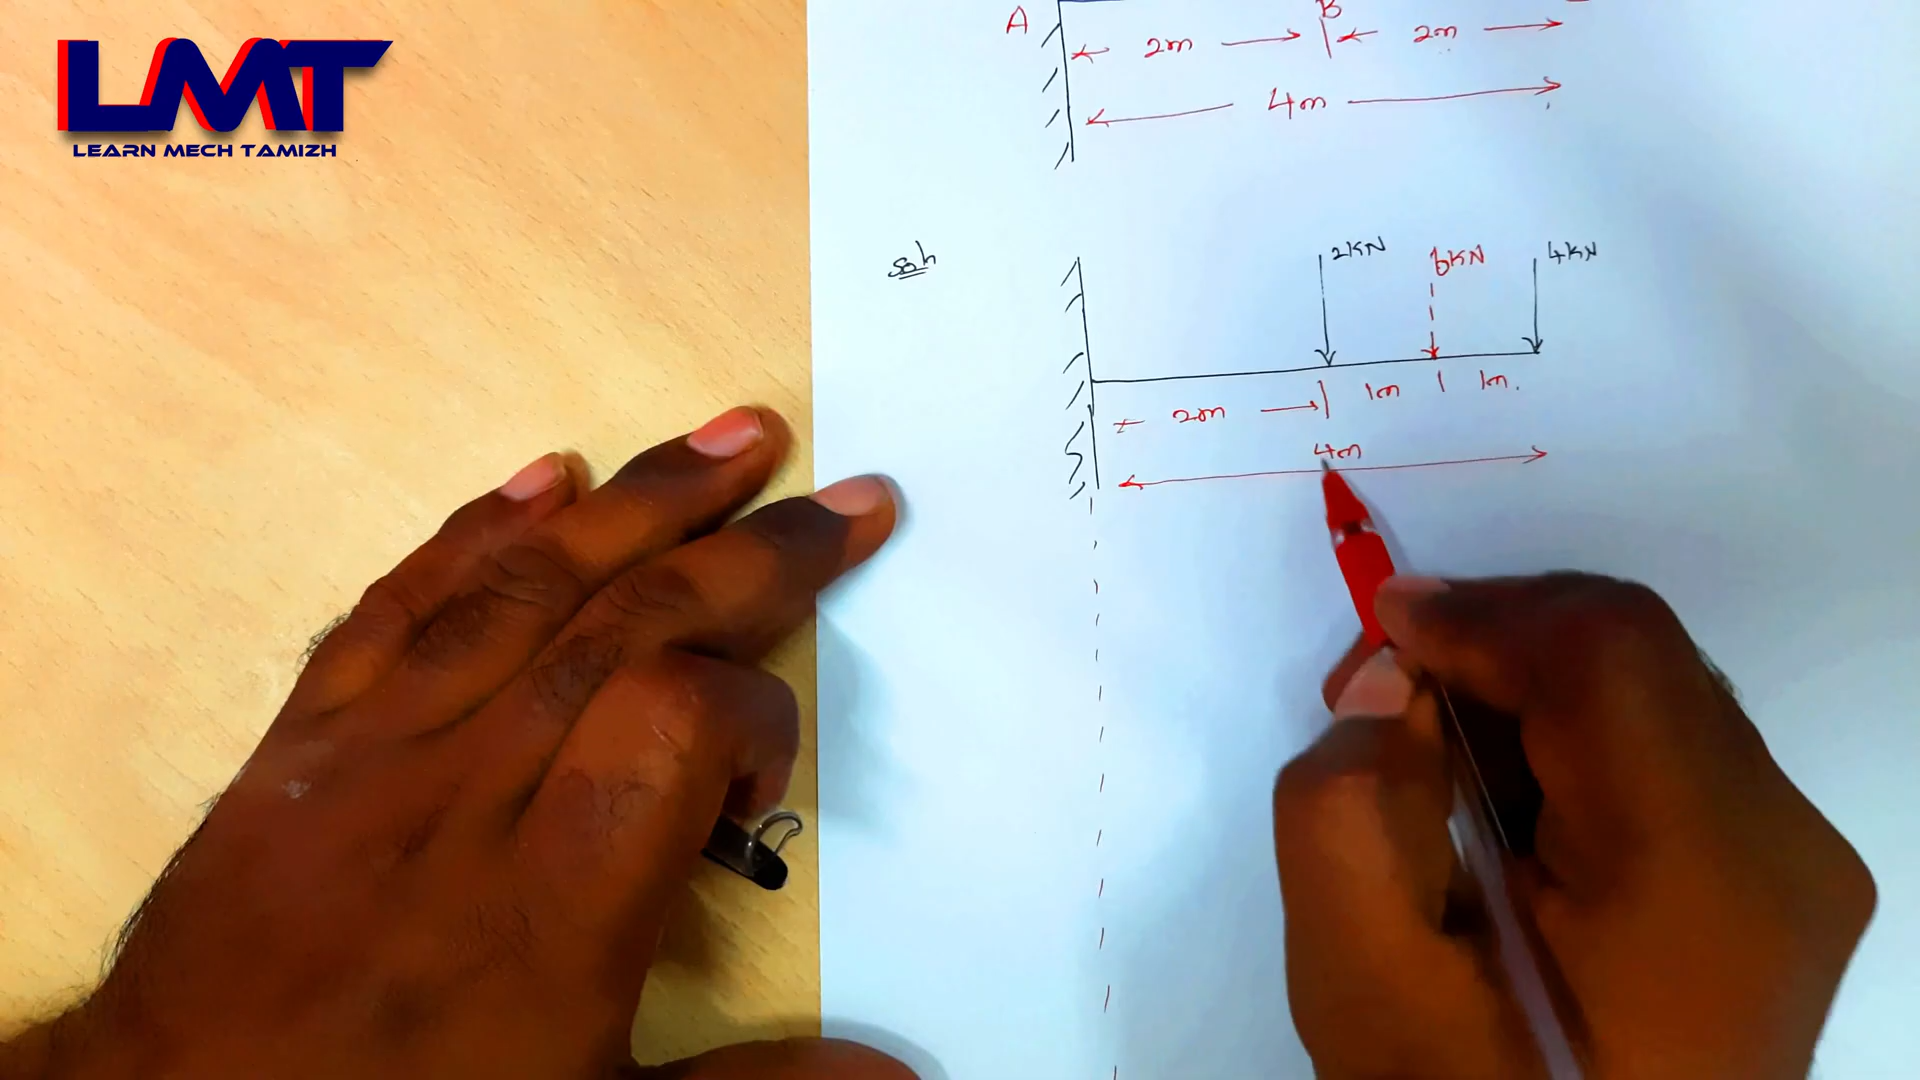 LMT
LEARN MECH TAMIZH
A
B
2m
2m
4m
Soln
2KN
6KN
4KN
2m
1m
1m.
4m